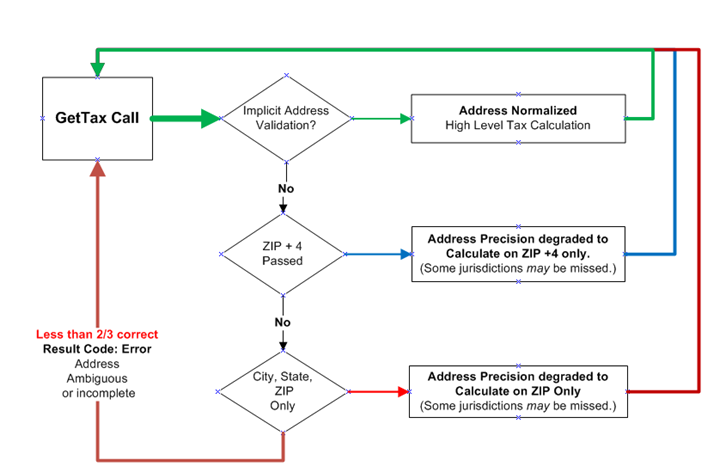 GetTax Call
Implicit Address
Validation?
Address Normalized
High Level Tax Calculation
No
ZIP + 4
Passed
Address Precision degraded to
Calculate on ZIP +4 only.
(Some jurisdictions may be missed.)
No
Less than 2/3 correct
Result Code: Error
Address
Ambiguous
or incomplete
City, State,
ZIP
Only
Address Precision degraded to
Calculate on ZIP Only
(Some jurisdictions may be missed.)